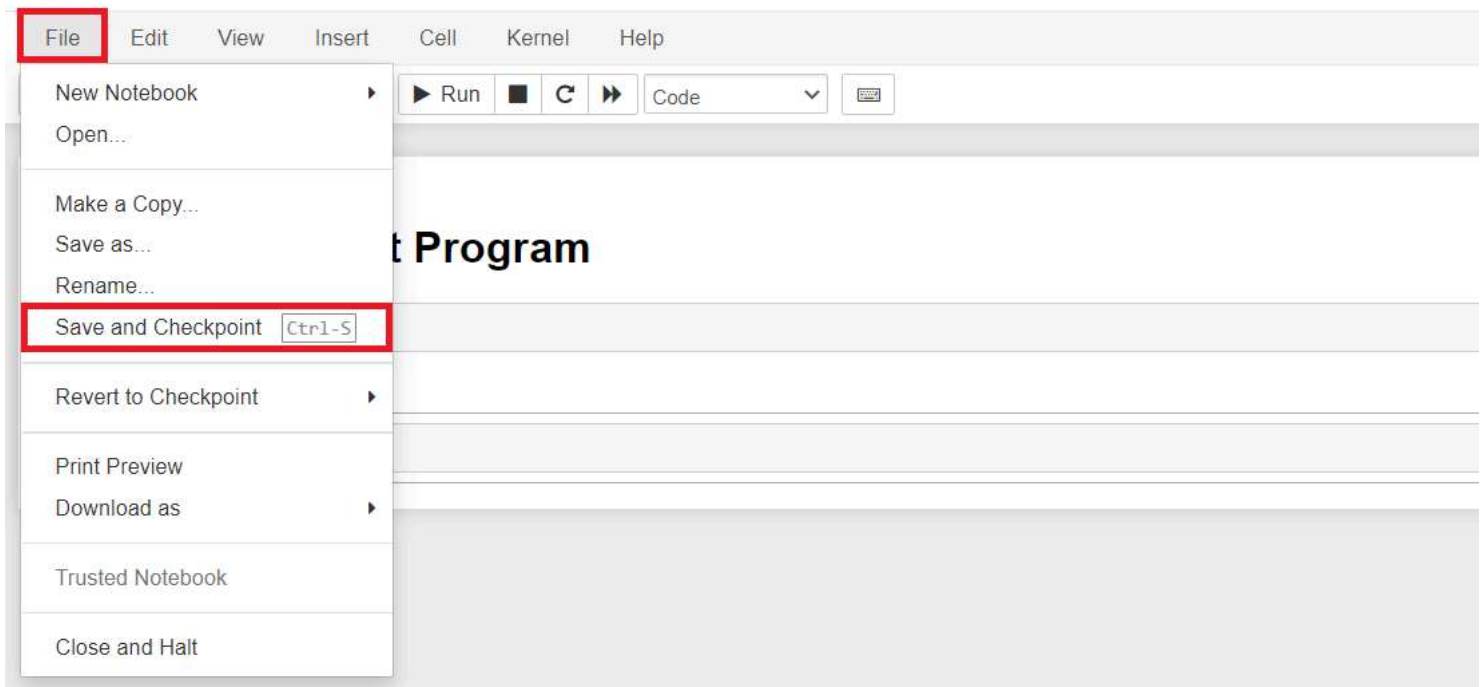 File Edit View Insert Cell Kernel Help
New Notebook
Run
Code
Open...
Make a Copy...
Save as...
t Program
Rename...
Save and Checkpoint Ctrl-S
Revert to Checkpoint
Print Preview
Download as
Trusted Notebook
Close and Halt